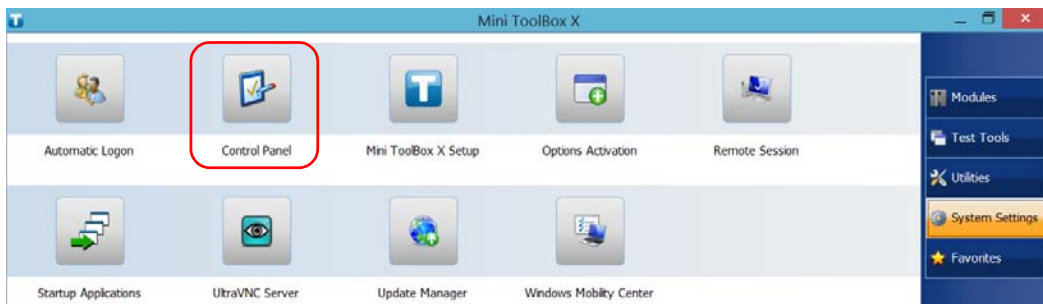 Mini ToolBox X
Automatic Logon
Control Panel
Mini ToolBox X Setup
Options Activation
Remote Session
Startup Applications
UltraVNC Server
Update Manager
Windows Mobility Center
Modules
Test Tools
Utilities
System Settings
Favorites